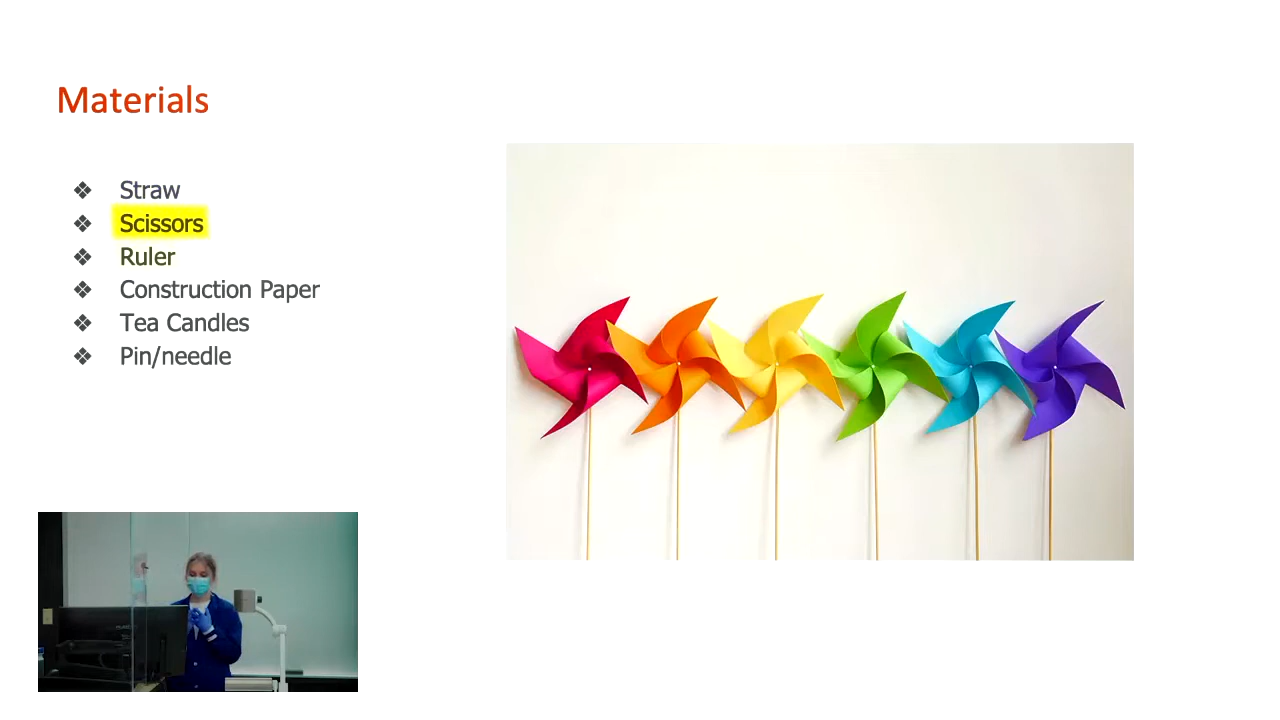 Materials
❖ Straw
❖ Scissors
❖ Ruler
❖ Construction Paper
❖ Tea Candles
❖ Pin/needle